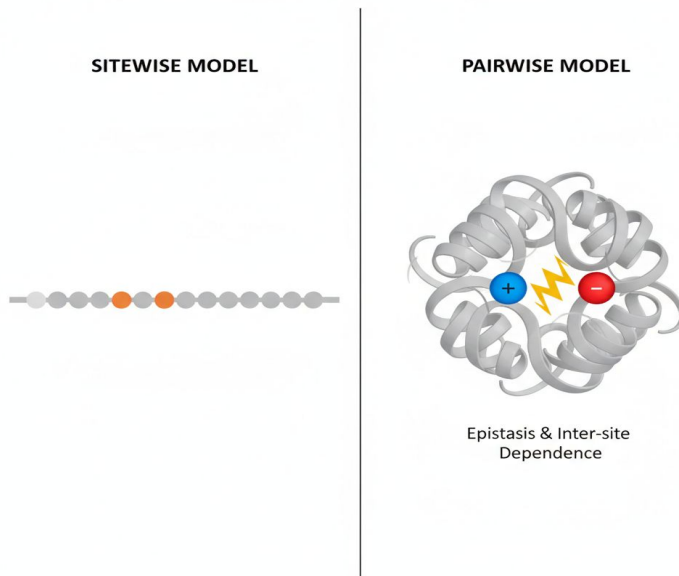 SITEWISE MODEL
PAIRWISE MODEL
+
−
Epistasis & Inter-site
Dependence